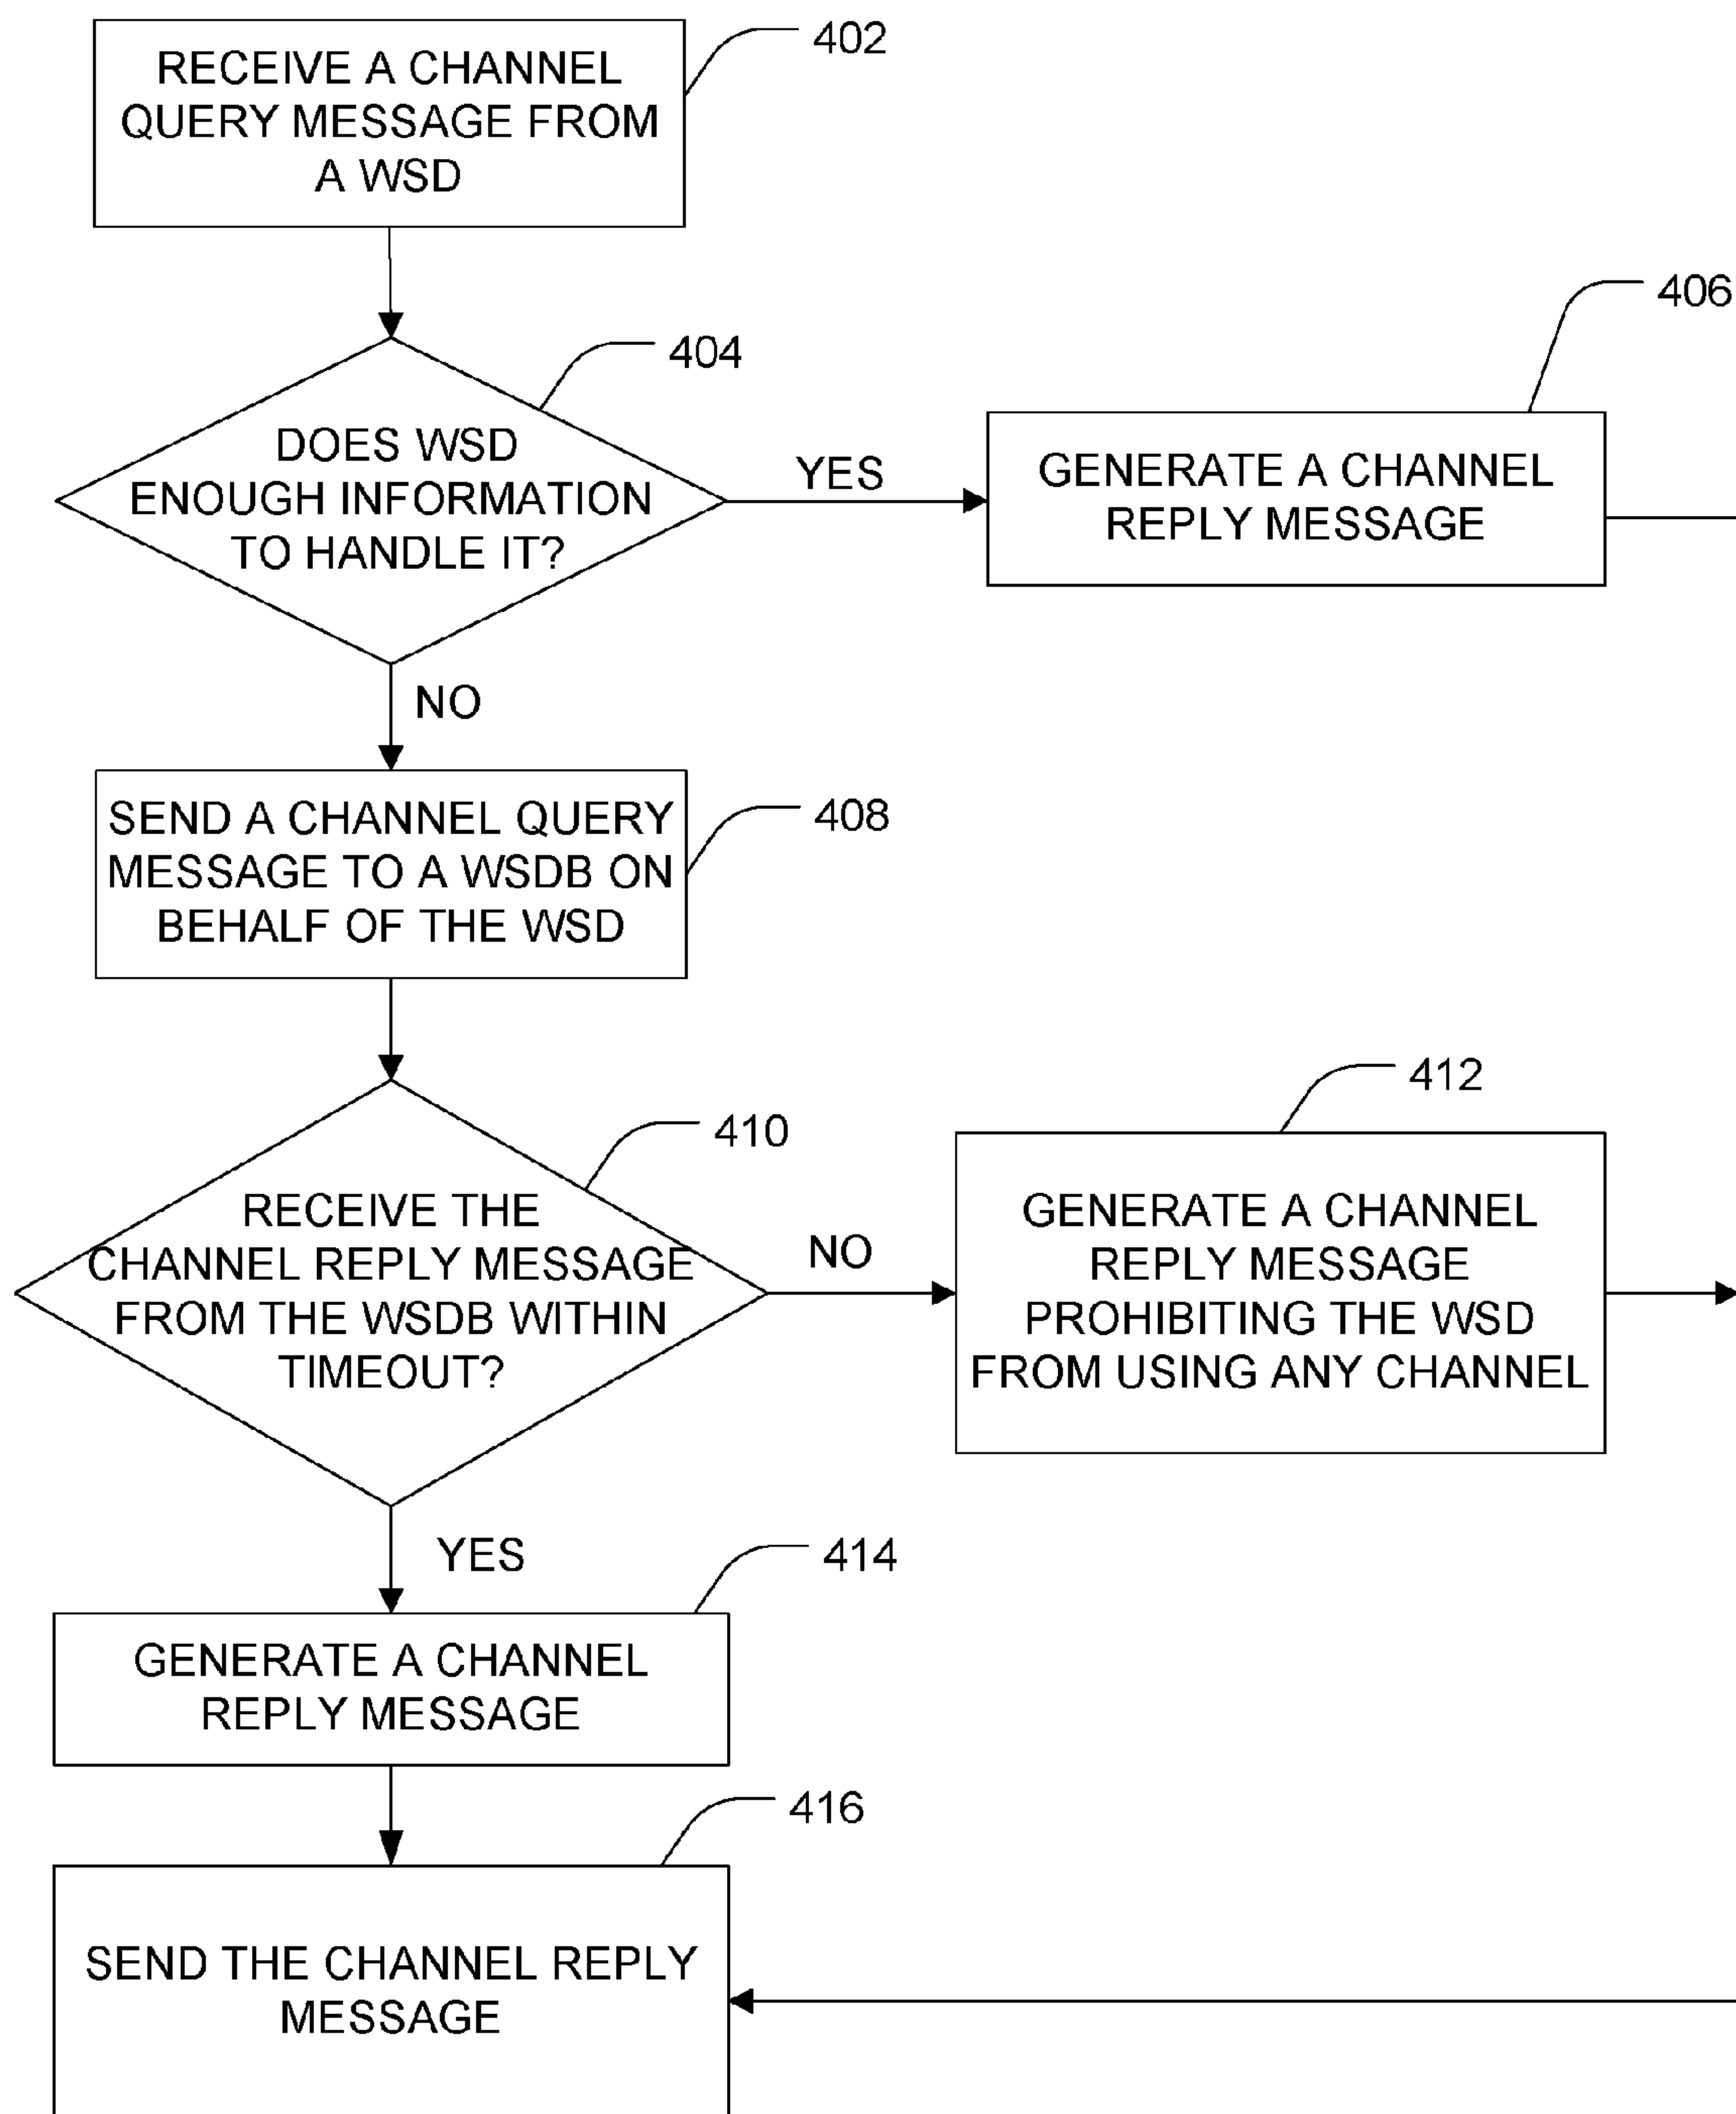 RECEIVE A CHANNEL
QUERY MESSAGE FROM
A WSD
402
DOES WSD
ENOUGH INFORMATION
TO HANDLE IT?
404
YES
GENERATE A CHANNEL
REPLY MESSAGE
406
NO
SEND A CHANNEL QUERY
MESSAGE TO A WSDB ON
BEHALF OF THE WSD
408
RECEIVE THE
CHANNEL REPLY MESSAGE
FROM THE WSDB WITHIN
TIMEOUT?
410
NO
GENERATE A CHANNEL
REPLY MESSAGE
PROHIBITING THE WSD
FROM USING ANY CHANNEL
412
YES
GENERATE A CHANNEL
REPLY MESSAGE
414
SEND THE CHANNEL REPLY
MESSAGE
416